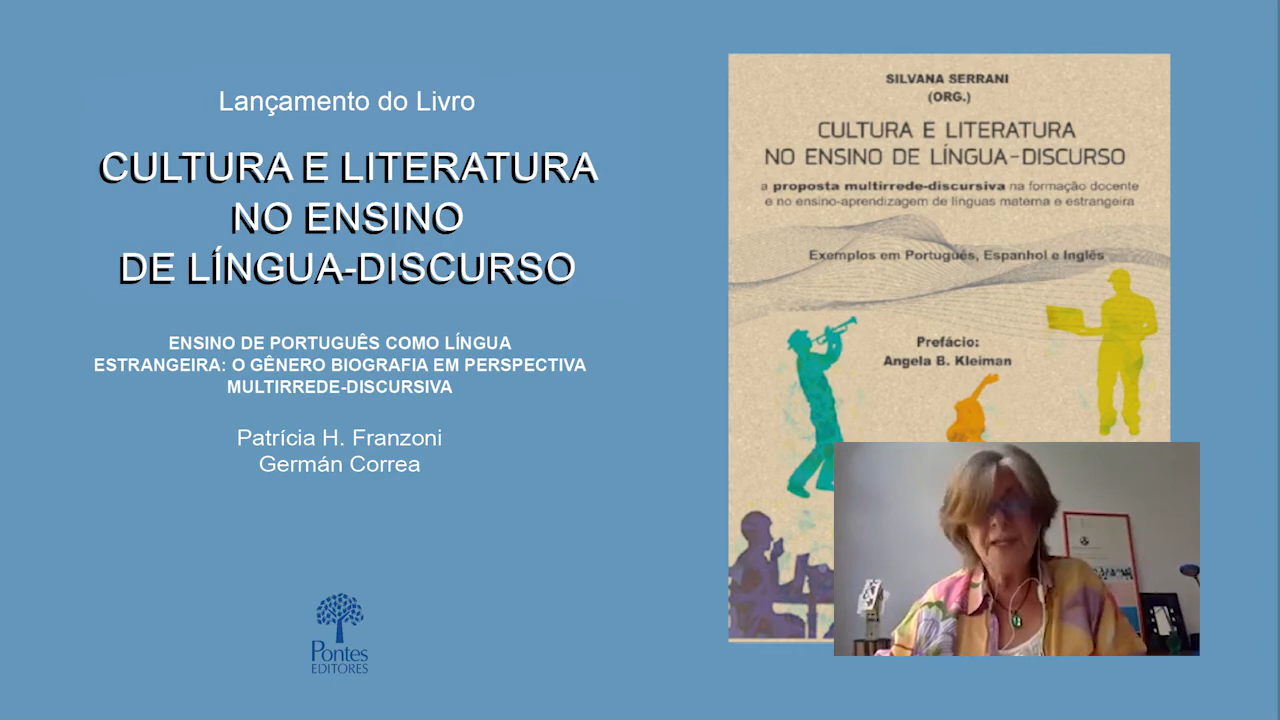 Lançamento do Livro
CULTURA E LITERATURA
NO ENSINO
DE LÍNGUA-DISCURSO
ENSINO DE PORTUGUÊS COMO LÍNGUA
ESTRANGEIRA: O GÊNERO BIOGRAFIA EM PERSPECTIVA
MULTIRREDE-DISCURSIVA
Patrícia H. Franzoni
Germán Correa
Pontes
EDITORES
SILVANA SERRANI
(ORG.)
CULTURA E LITERATURA
NO ENSINO DE LÍNGUA-DISCURSO
a proposta multirrede-discursiva na formação docente
e no ensino-aprendizagem de línguas materna e estrangeira
Exemplos em Português, Espanhol e Inglês
Prefácio:
Angela B. Kleiman